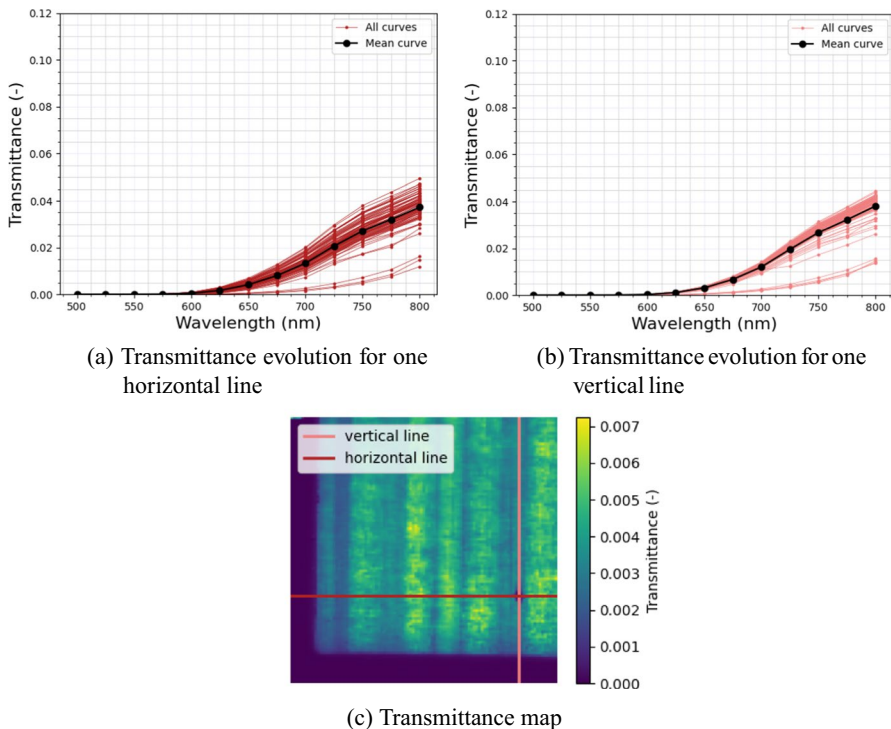 0.12
0.10
0.08
0.06
0.04
0.02
0.00
Transmittance (-)
All curves
Mean curve
500 550 600 650 700 750 800
Wavelength (nm)
(a) Transmittance evolution for one
horizontal line
0.12
0.10
0.08
0.06
0.04
0.02
0.00
Transmittance (-)
All curves
Mean curve
500 550 600 650 700 750 800
Wavelength (nm)
(b) Transmittance evolution for one
vertical line
vertical line
horizontal line
0.007
0.006
0.005
0.004
0.003
0.002
0.001
0.000
Transmittance (-)
(c) Transmittance map